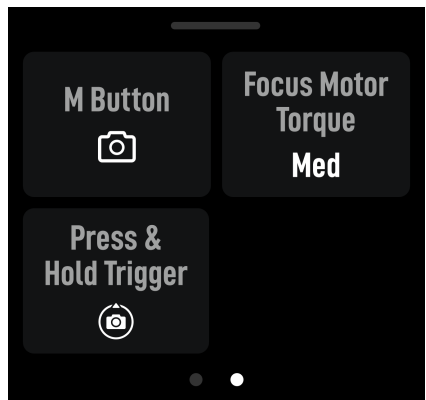 M Button
Focus Motor
Torque
Med
Press &
Hold Trigger